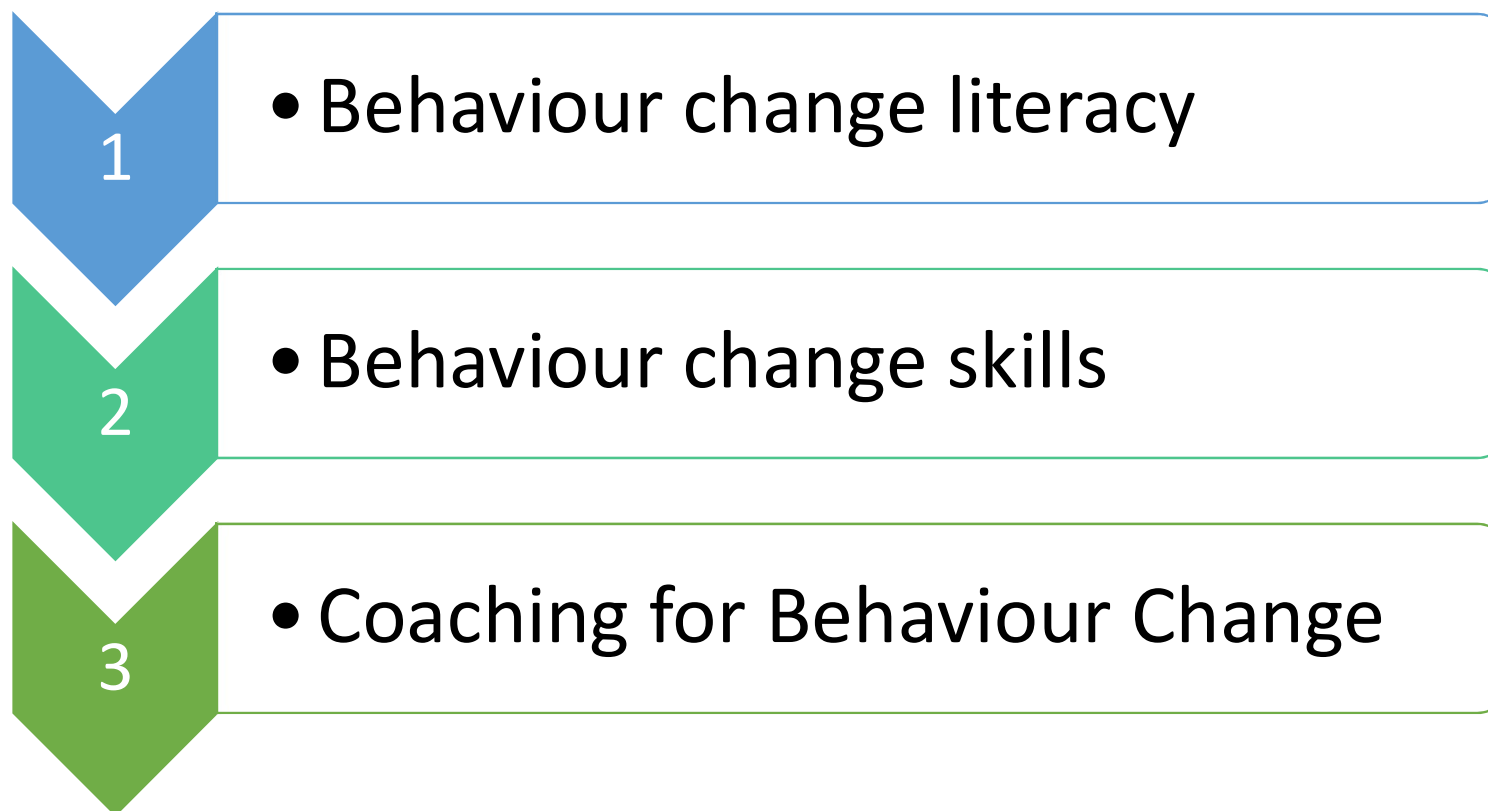 1
• Behaviour change literacy
2
• Behaviour change skills
3
• Coaching for Behaviour Change